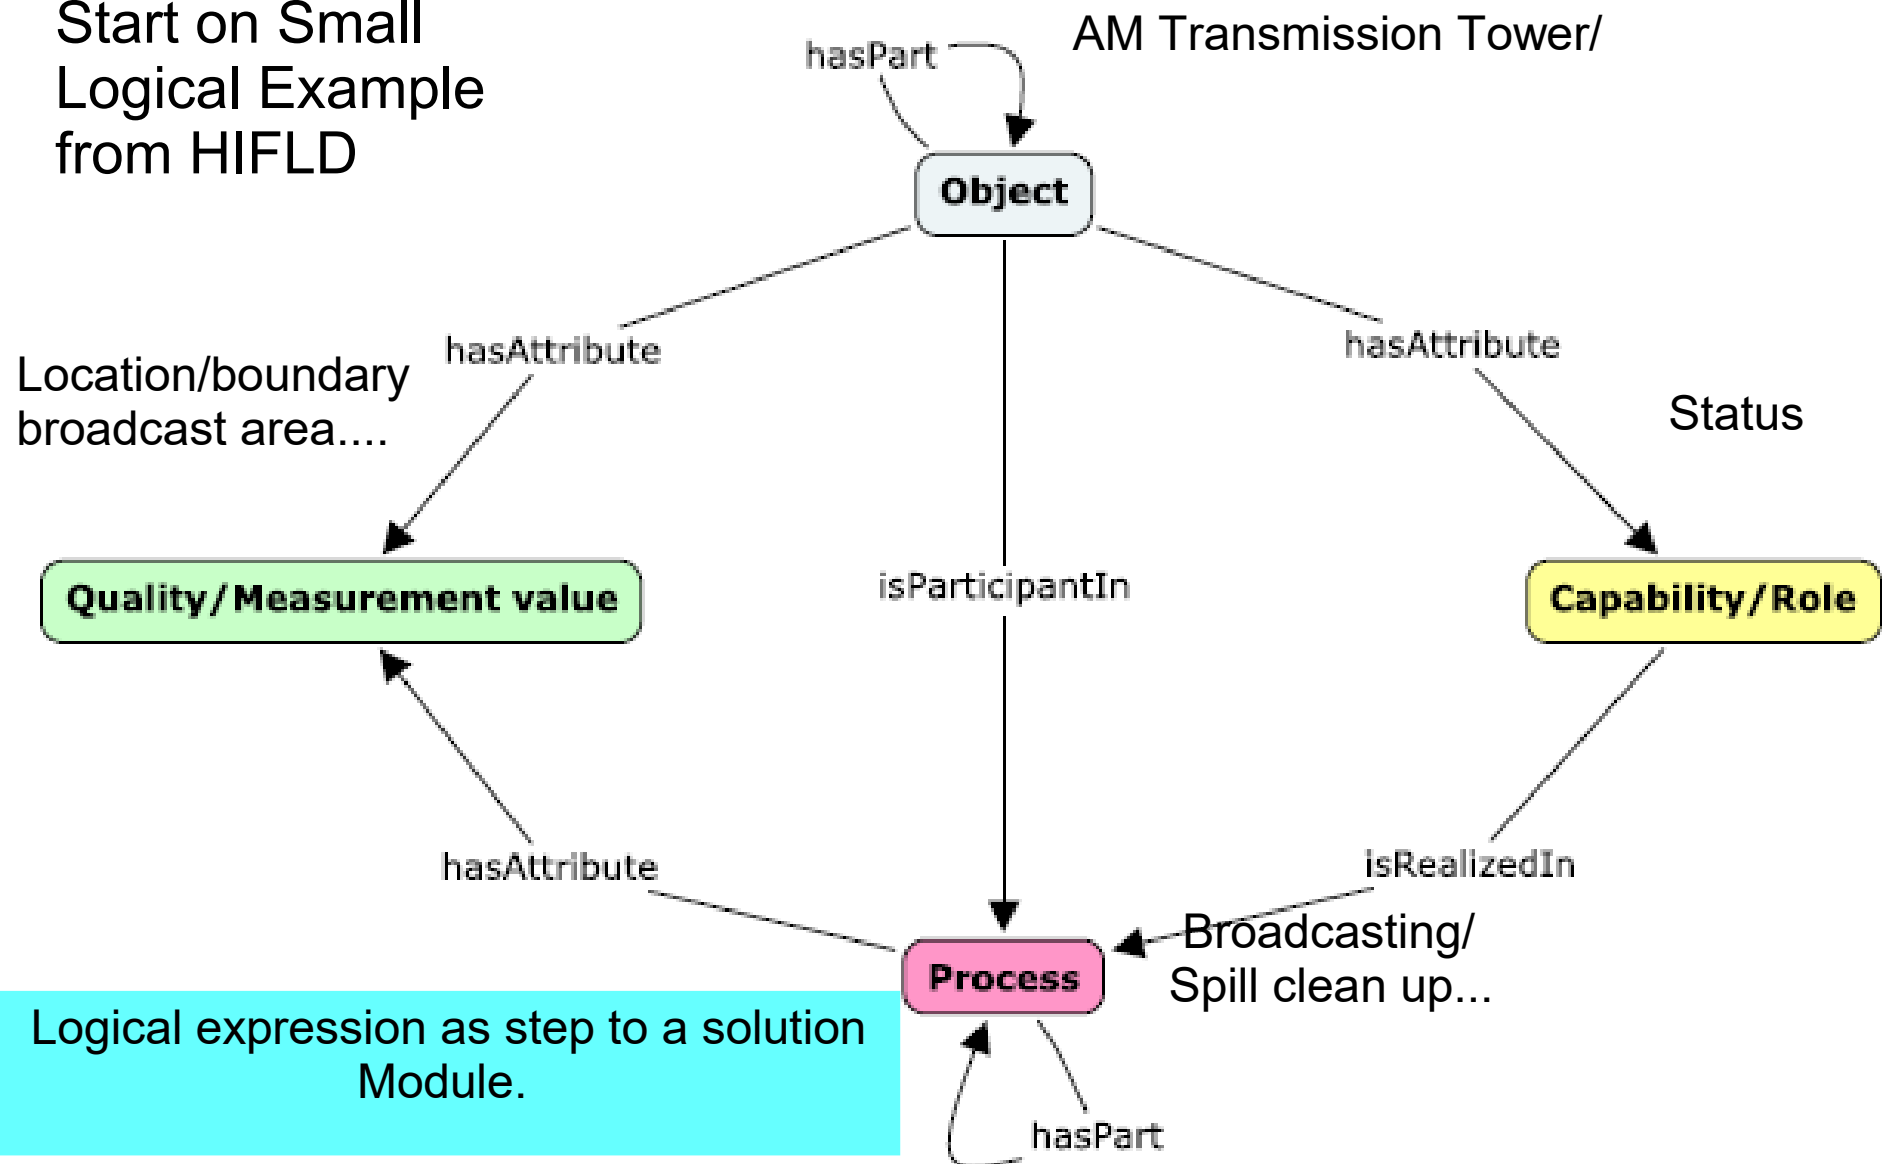 Start on Small
Logical Example
from HIFLD
AM Transmission Tower/
hasPart
Object
hasAttribute
hasAttribute
Location/boundary
broadcast area....
Status
Quality/Measurement value
isParticipantIn
Capability/Role
hasAttribute
isRealizedIn
Broadcasting/
Spill clean up...
Process
Logical expression as step to a solution
Module.
hasPart